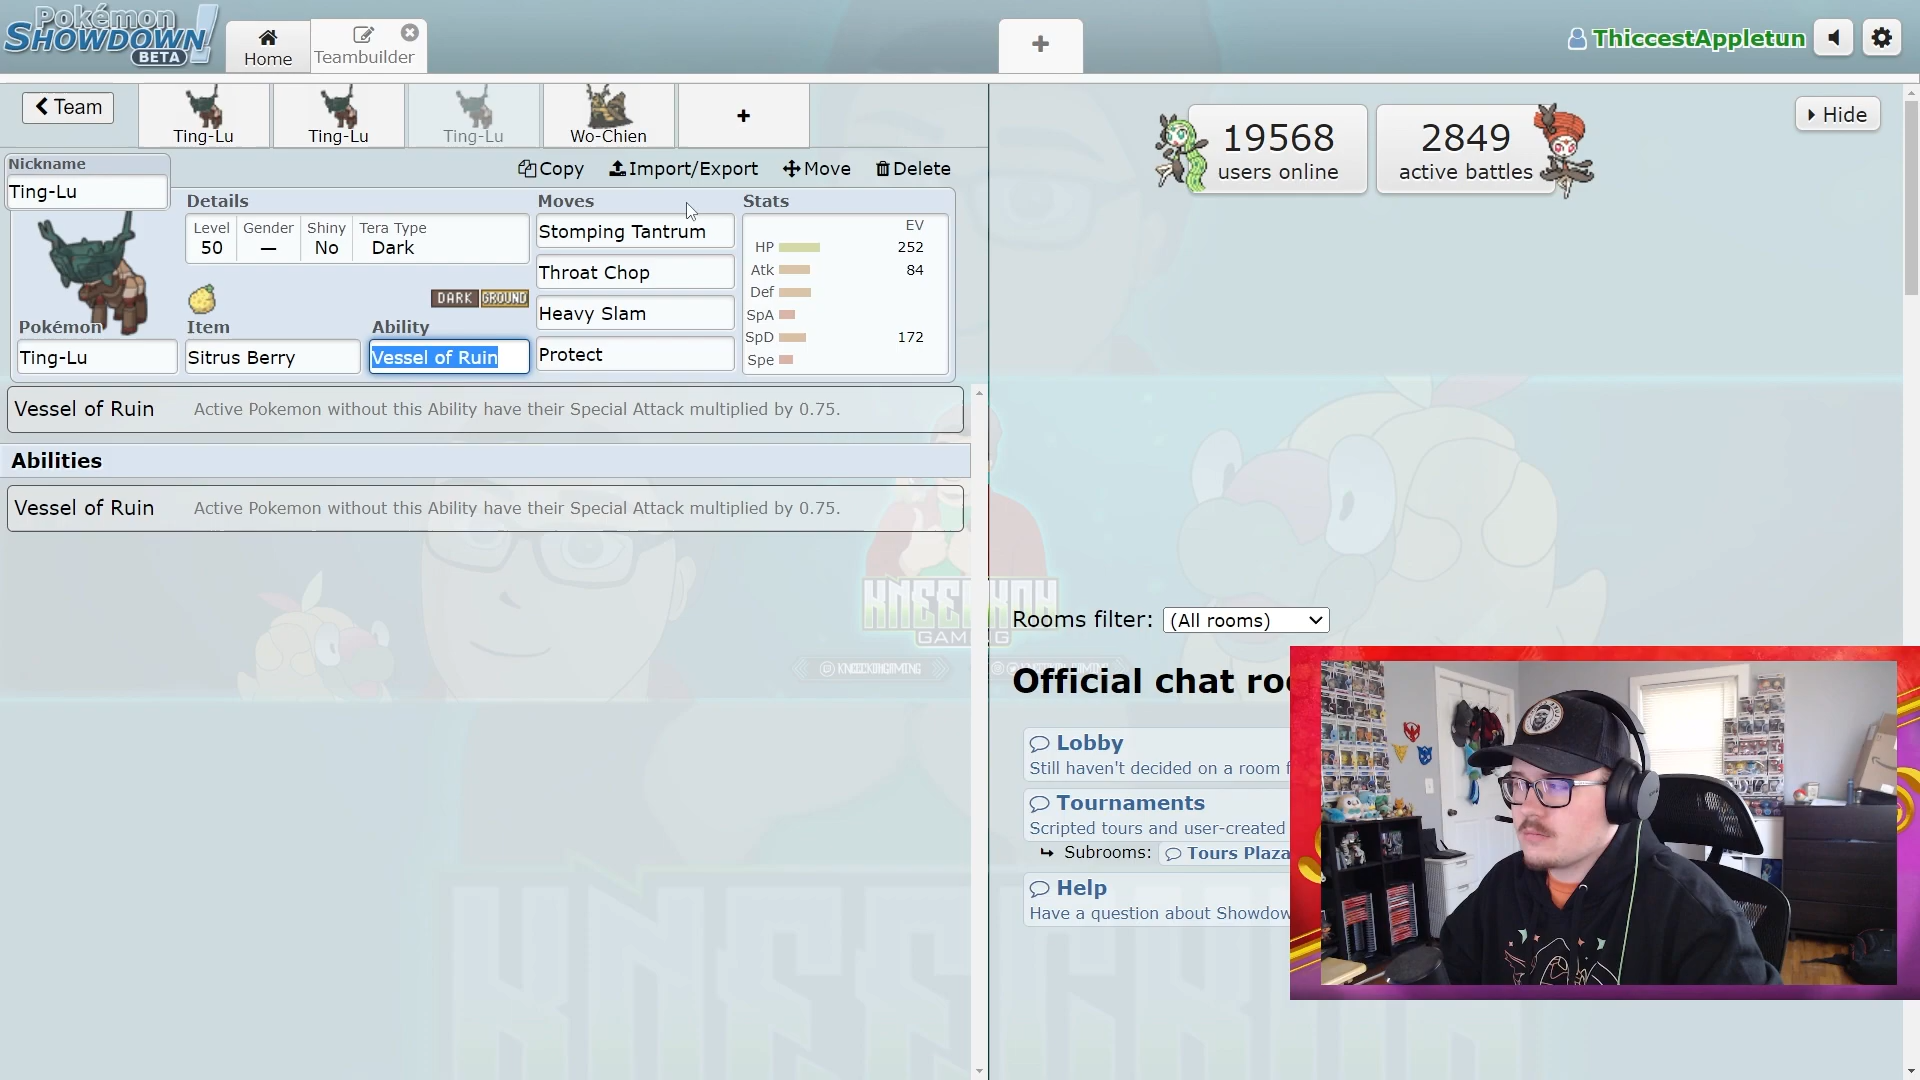 Pokémon
SHOWDOWN!
BETA
Home
Teambuilder
+
ThiccestAppletun
Team
Ting-Lu
Ting-Lu
Ting-Lu
Wo-Chien
+
19568
users online
2849
active battles
Hide
Nickname
Ting-Lu
Copy
Import/Export
Move
Delete
Details
Moves
Stats
Level
50
Gender
—
Shiny
No
Tera Type
Dark
Stomping Tantrum
Throat Chop
Heavy Slam
Protect
EV
HP 252
Atk 84
Def
SpA
SpD 172
Spe
DARK GROUND
Pokémon
Ting-Lu
Item
Sitrus Berry
Ability
Vessel of Ruin
Vessel of Ruin Active Pokemon without this Ability have their Special Attack multiplied by 0.75.
Abilities
Vessel of Ruin Active Pokemon without this Ability have their Special Attack multiplied by 0.75.
KNEECKOH
GAMING
Rooms filter: (All rooms)
Official chat roo
Lobby
Still haven't decided on a room f
Tournaments
Scripted tours and user-created
Subrooms: Tours Plaza
Help
Have a question about Showdow